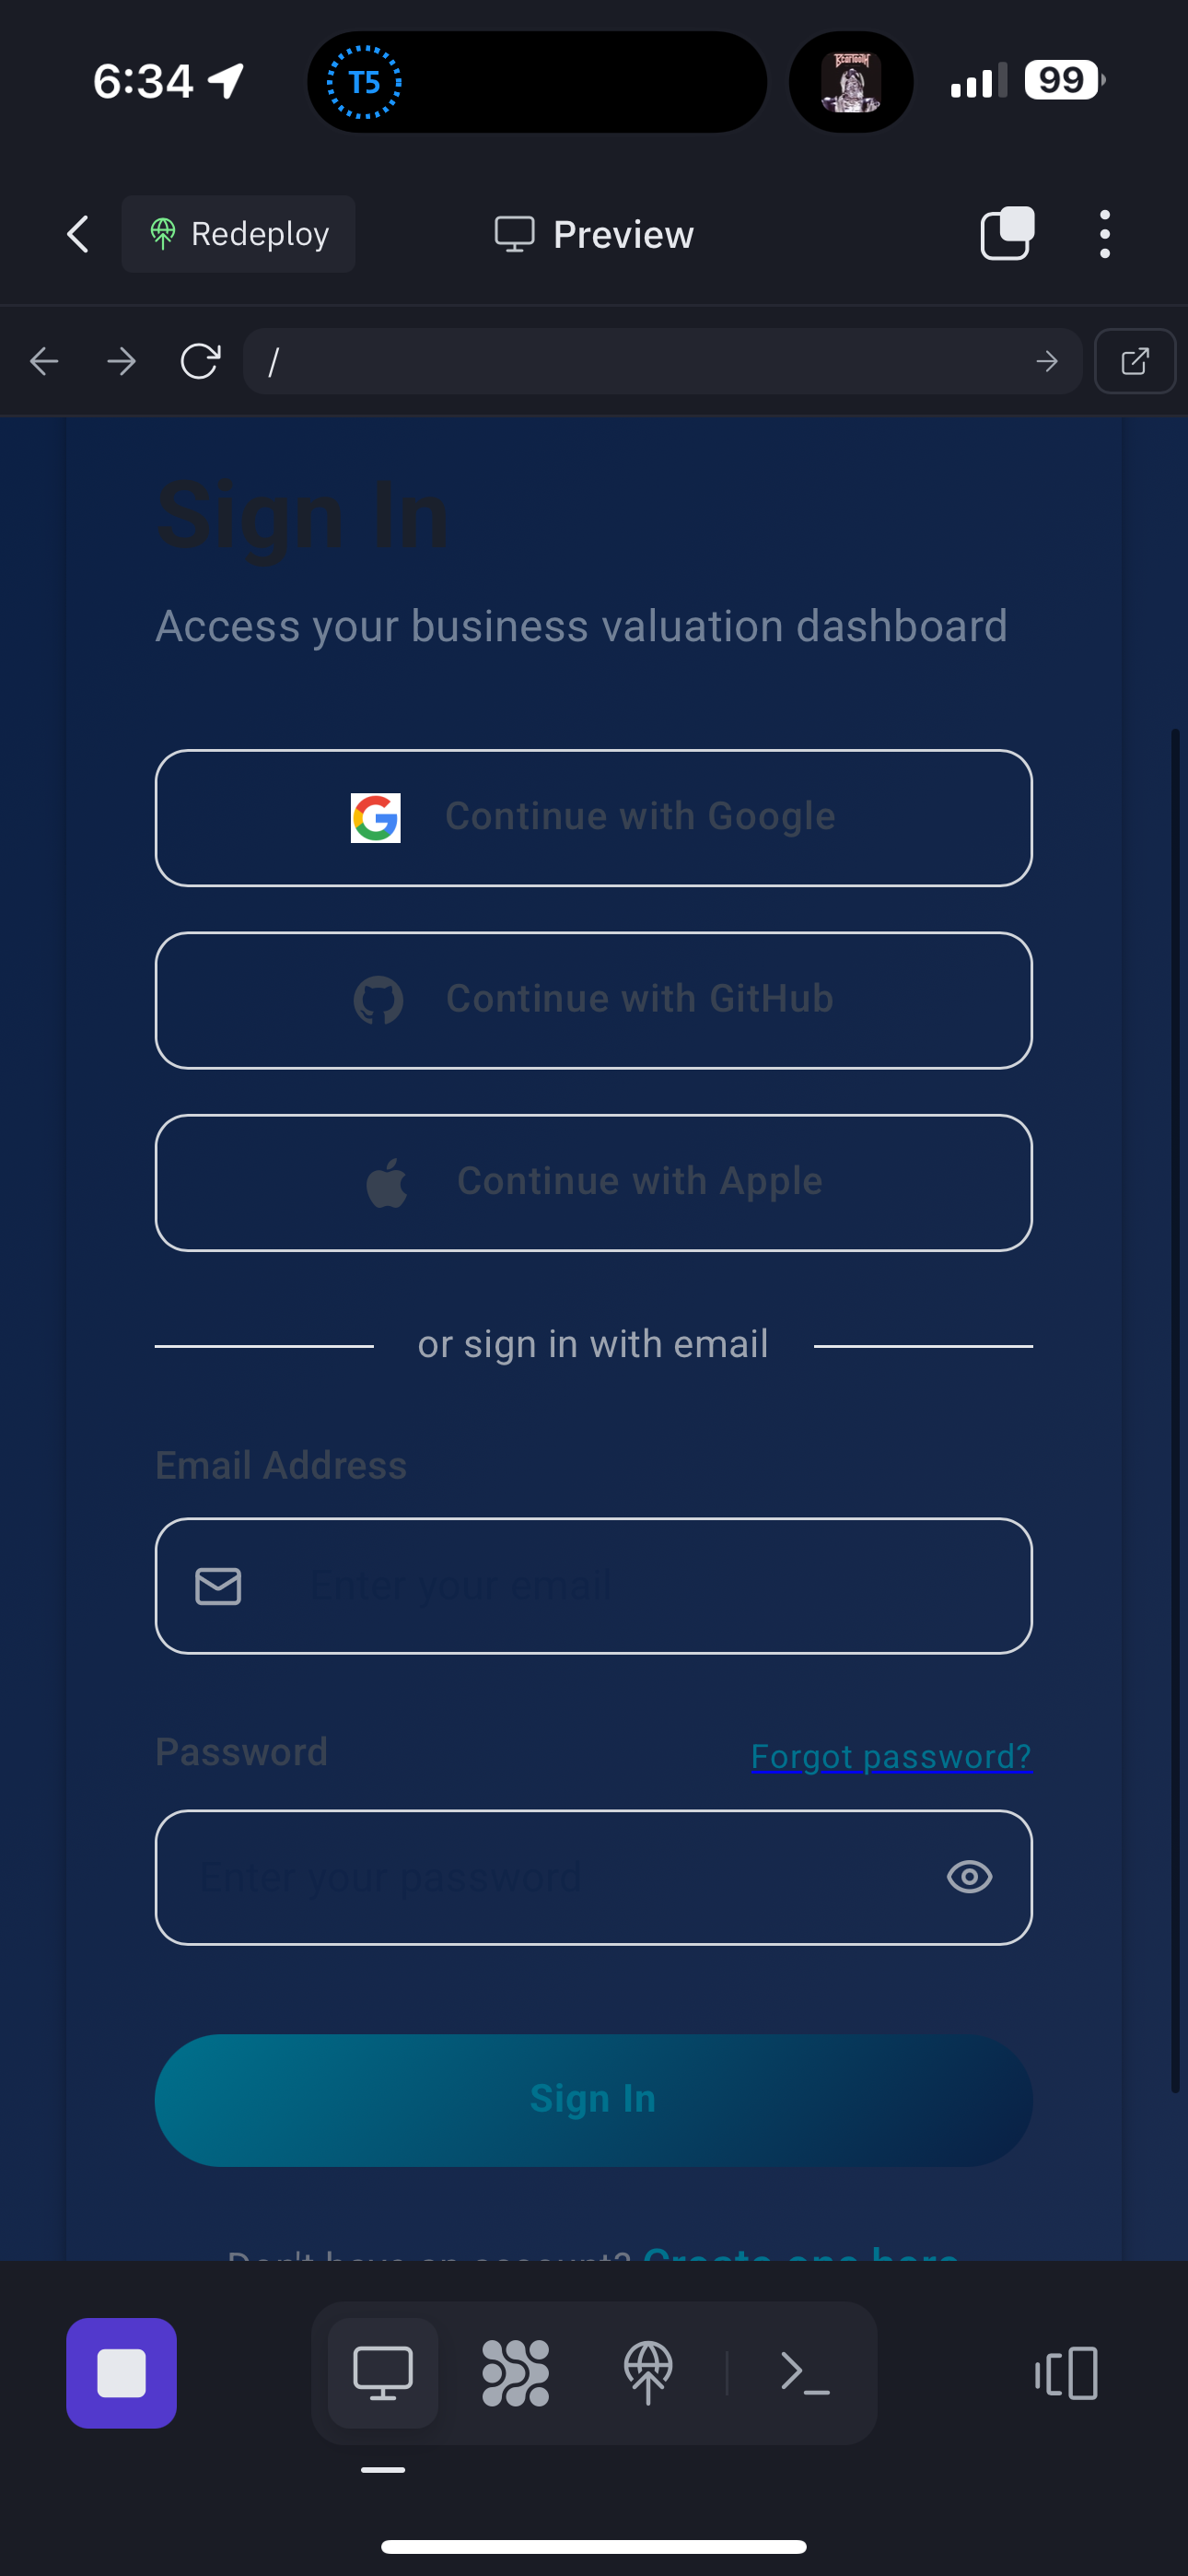 6:34
T5
99
Redeploy
Preview
/
Sign In
Access your business valuation dashboard
Continue with Google
Continue with GitHub
Continue with Apple
or sign in with email
Email Address
Enter your email
Password
Forgot password?
Enter your password
Sign In
Don't have an account? Create one here